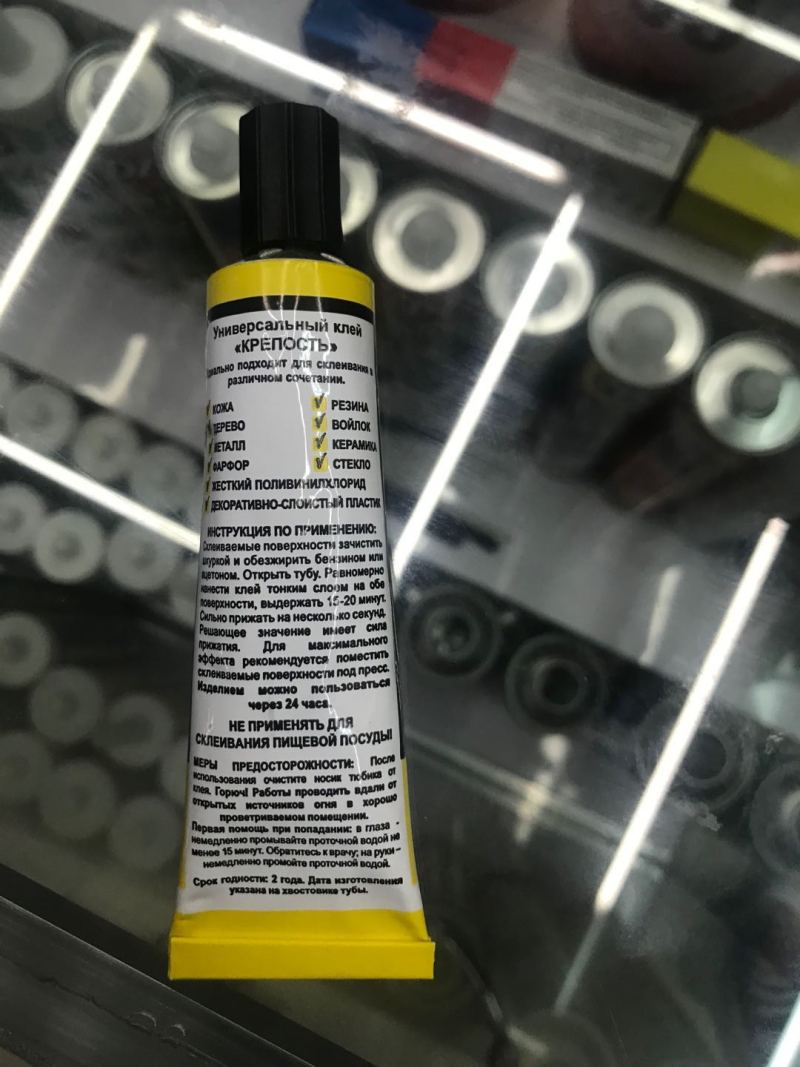 Универсальный клей
«КРЕПОСТЬ»
подходит для склеивания в
различном сочетании.
КОЖА
РЕЗИНА
ДЕРЕВО
ВОЙЛОК
МЕТАЛЛ
КЕРАМИКА
ФАРФОР
СТЕКЛО
ЖЕСТКИЙ ПОЛИВИНИЛХЛОРИД
ДЕКОРАТИВНО-СЛОИСТЫЙ ПЛАСТИК
ИНСТРУКЦИЯ ПО ПРИМЕНЕНИЮ:
Склеиваемые поверхности зачистить
шкуркой и обезжирить бензином или
ацетоном. Открыть тубу. Равномерно
нанести клей тонким слоем на обе
поверхности, выдержать 15-20 минут.
Сильно прижать на несколько секунд.
Решающее значение имеет сила
прижатия. Для максимального
эффекта рекомендуется поместить
склеиваемые поверхности под пресс.
Изделием можно пользоваться
через 24 часа.
НЕ ПРИМЕНЯТЬ ДЛЯ
СКЛЕИВАНИЯ ПИЩЕВОЙ ПОСУДЫ!
МЕРЫ ПРЕДОСТОРОЖНОСТИ: После
использования очистите носик тюбика от
клея. Горюч! Работы проводить вдали от
открытых источников огня в хорошо
проветриваемом помещении.
Первая помощь при попадании: в глаза -
немедленно промывайте проточной водой не
менее 15 минут. Обратитесь к врачу; на руки –
немедленно промойте проточной водой.
Срок годности: 2 года. Дата изготовления
указана на хвостовике тубы.